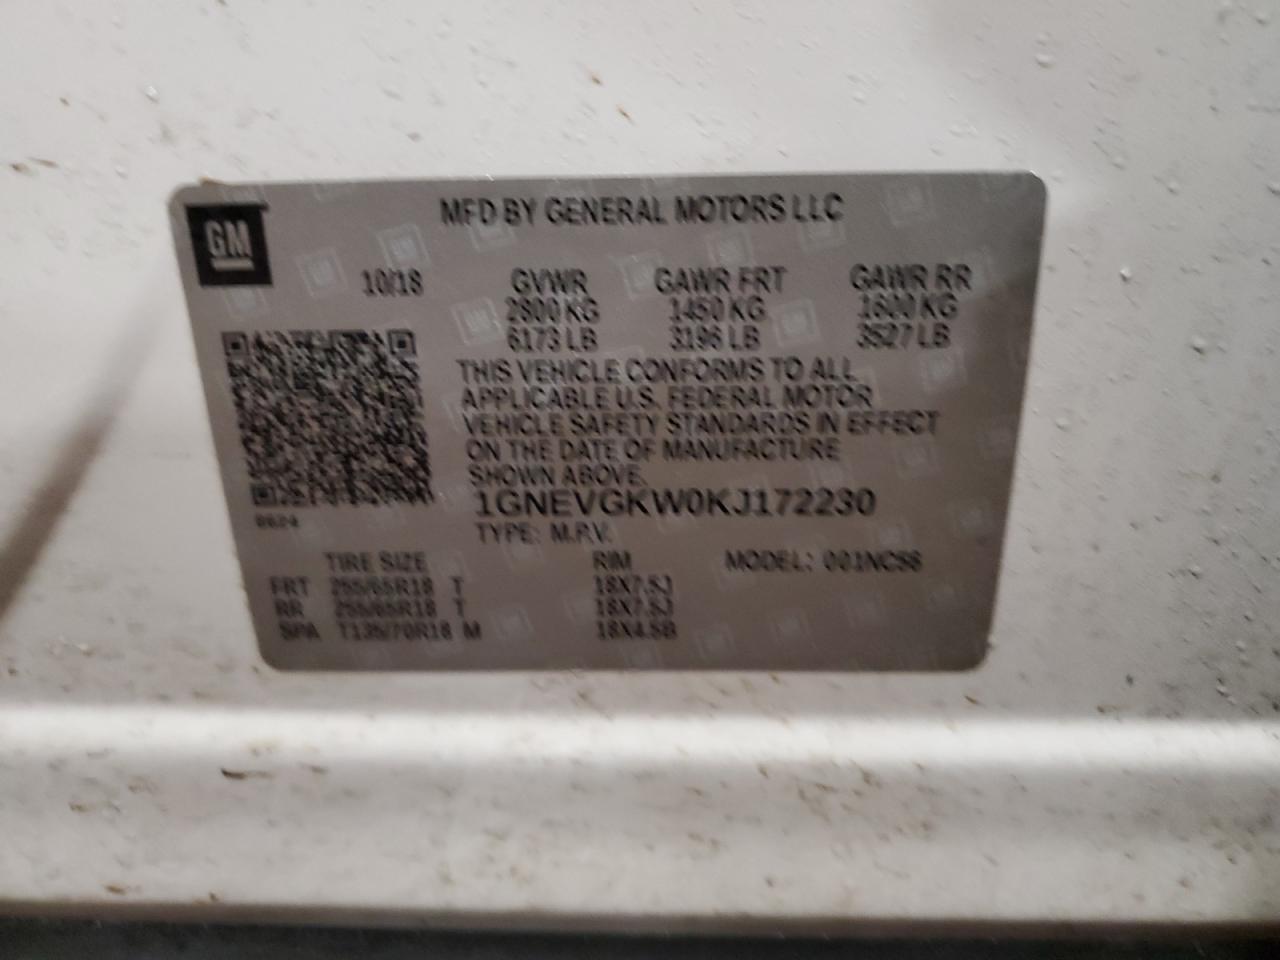 GM
MFD BY GENERAL MOTORS LLC
10/18 GVWR GAWR FRT GAWR RR
2800 KG 1450 KG 1600 KG
6173 LB 3196 LB 3527 LB
THIS VEHICLE CONFORMS TO ALL
APPLICABLE U.S. FEDERAL MOTOR
VEHICLE SAFETY STANDARDS IN EFFECT
ON THE DATE OF MANUFACTURE
SHOWN ABOVE.
1GNEVGKW0KJ172230
TYPE: M.P.V.
TIRE SIZE RIM MODEL: 001NC56
FRT 255/65R18 T 18X7.5J
RR 255/65R18 T 18X7.5J
SPA T135/70R18 M 18X4.5B